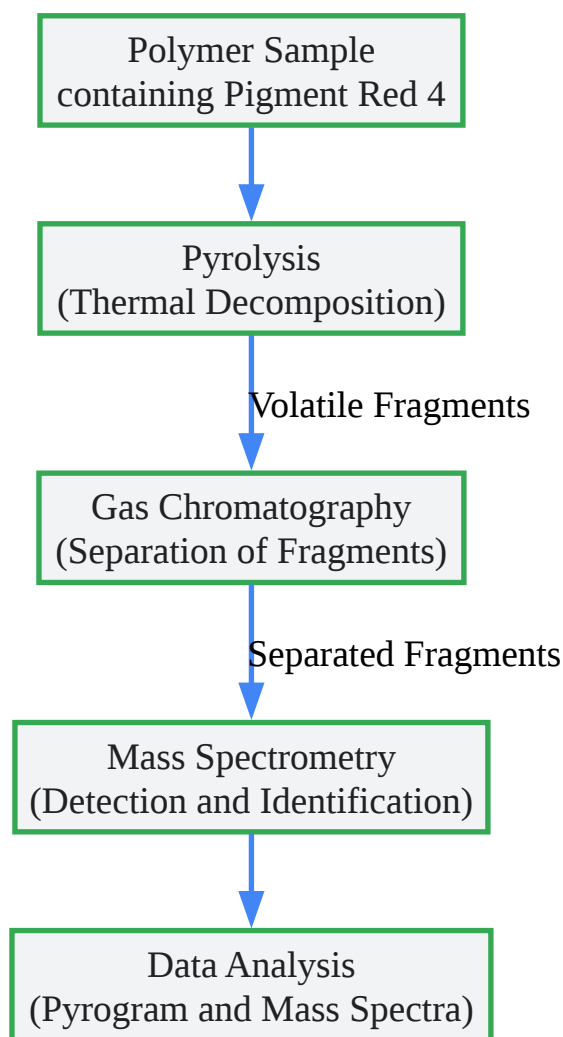 Polymer Sample
containing Pigment Red 4
Pyrolysis
(Thermal Decomposition)
Volatile Fragments
Gas Chromatography
(Separation of Fragments)
Separated Fragments
Mass Spectrometry
(Detection and Identification)
Data Analysis
(Pyrogram and Mass Spectra)